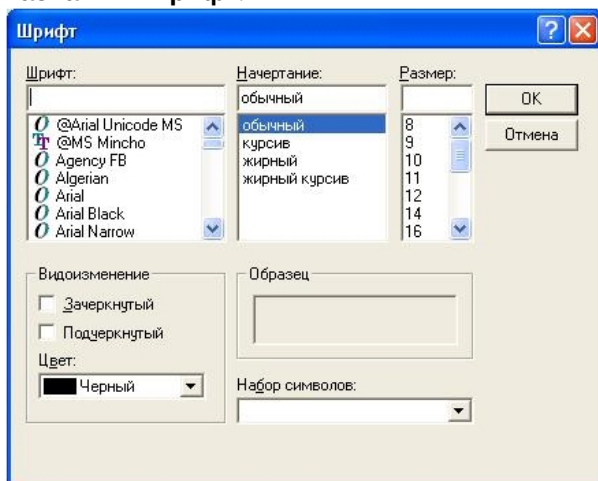 Шрифт
Шрифт:
Начертание:
Размер:
обычный
OK
Отмена
@Arial Unicode MS
@MS Mincho
Agency FB
Algerian
Arial
Arial Black
Arial Narrow
обычный
курсив
жирный
жирный курсив
8
9
10
11
12
14
16
Видоизменение
Зачеркнутый
Подчеркнутый
Цвет:
Черный
Образец
Набор символов: